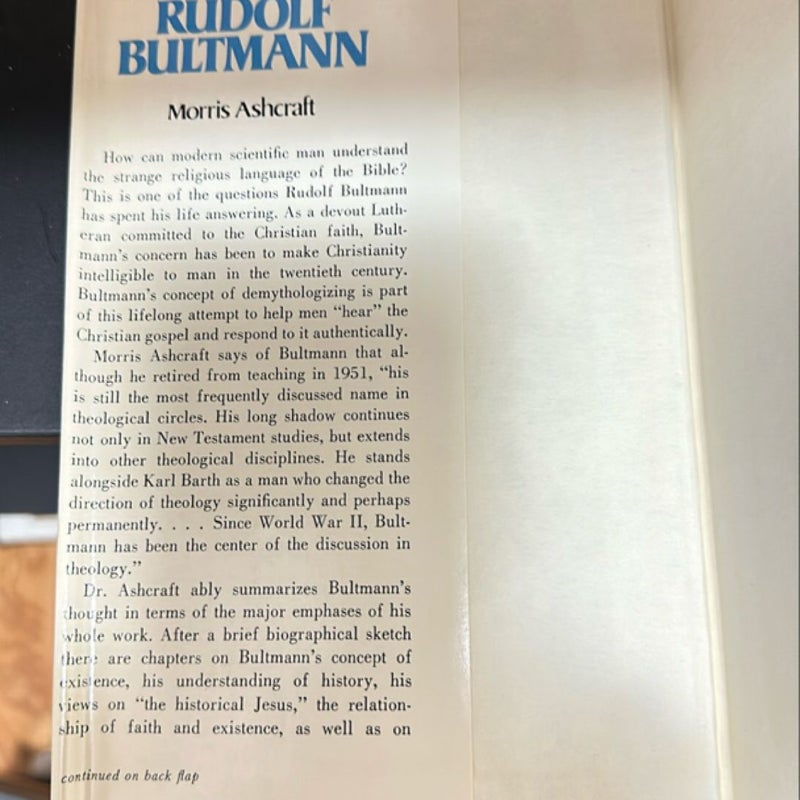 RUDOLF
BULTMANN
Morris Ashcraft
How can modern scientific man understand
the strange religious language of the Bible?
This is one of the questions Rudolf Bultmann
has spent his life answering. As a devout Luth-
eran committed to the Christian faith, Bult-
mann's concern has been to make Christianity
intelligible to man in the twentieth century.
Bultmann's concept of demythologizing is part
of this lifelong attempt to help men “hear” the
Christian gospel and respond to it authentically.
Morris Ashcraft says of Bultmann that al-
though he retired from teaching in 1951, “his
is still the most frequently discussed name in
theological circles. His long shadow continues
not only in New Testament studies, but extends
into other theological disciplines. He stands
alongside Karl Barth as a man who changed the
direction of theology significantly and perhaps
permanently. . . . Since World War II, Bult-
mann has been the center of the discussion in
theology.”
Dr. Ashcraft ably summarizes Bultmann's
thought in terms of the major emphases of his
whole work. After a brief biographical sketch
there are chapters on Bultmann's concept of
existence, his understanding of history, his
views on “the historical Jesus,” the relation-
ship of faith and existence, as well as on
continued on back flap